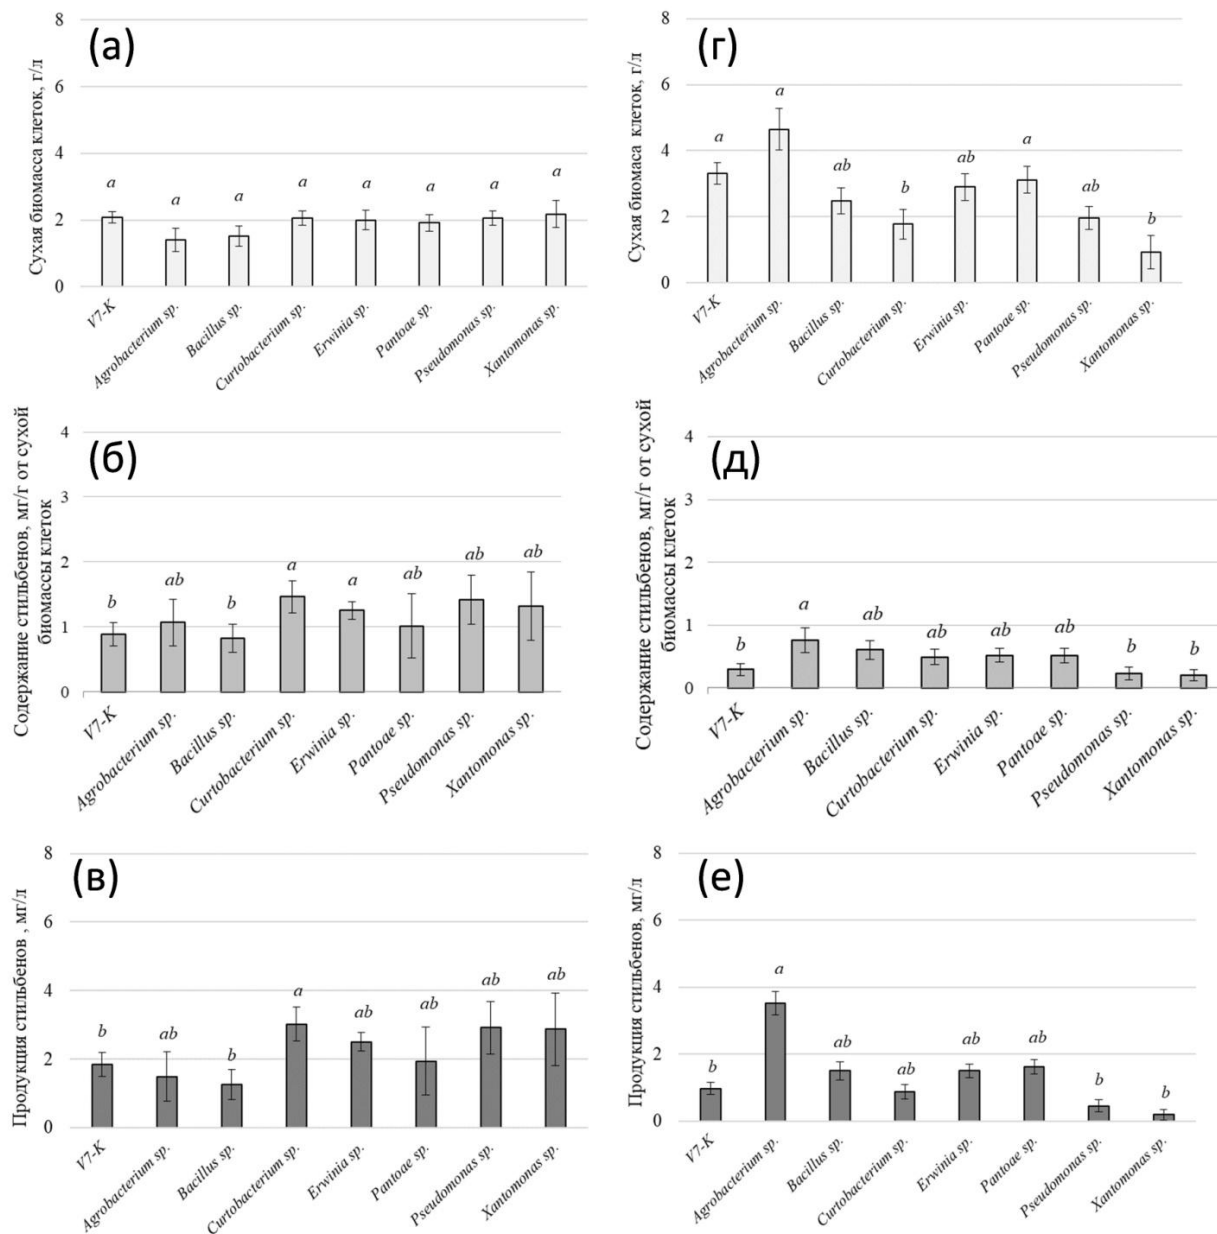 (а)
Сухая биомасса клеток, г/л
8
6
4
2
0
a
a
a
a
a
a
a
a
V7-K
Agrobacterium sp.
Bacillus sp.
Curtobacterium sp.
Erwinia sp.
Pantoae sp.
Pseudomonas sp.
Xantomonas sp.
(г)
Сухая биомаса клеток, г/л
8
6
4
2
0
a
a
ab
b
ab
a
ab
b
V7-K
Agrobacterium sp.
Bacillus sp.
Curtobacterium sp.
Erwinia sp.
Pantoae sp.
Pseudomonas sp.
Xantomonas sp.
(б)
Содержание стильбенов, мг/г от сухой
биомассы клеток
4
3
2
1
0
b
ab
b
a
a
ab
ab
ab
V7-K
Agrobacterium sp.
Bacillus sp.
Curtobacterium sp.
Erwinia sp.
Pantoae sp.
Pseudomonas sp.
Xantomonas sp.
(д)
Содержание стильбенов, мг/г от сухой
биомассы клеток
4
3
2
1
0
b
a
ab
ab
ab
ab
b
b
V7-K
Agrobacterium sp.
Bacillus sp.
Curtobacterium sp.
Erwinia sp.
Pantoae sp.
Pseudomonas sp.
Xantomonas sp.
(в)
Продукция стильбенов , мг/л
8
6
4
2
0
b
ab
b
a
ab
ab
ab
ab
V7-K
Agrobacterium sp.
Bacillus sp.
Curtobacterium sp.
Erwinia sp.
Pantoae sp.
Pseudomonas sp.
Xantomonas sp.
(е)
Продукция стильбенов, мг/л
8
6
4
2
0
b
a
ab
ab
ab
ab
b
b
V7-K
Agrobacterium sp.
Bacillus sp.
Curtobacterium sp.
Erwinia sp.
Pantoae sp.
Pseudomonas sp.
Xantomonas sp.